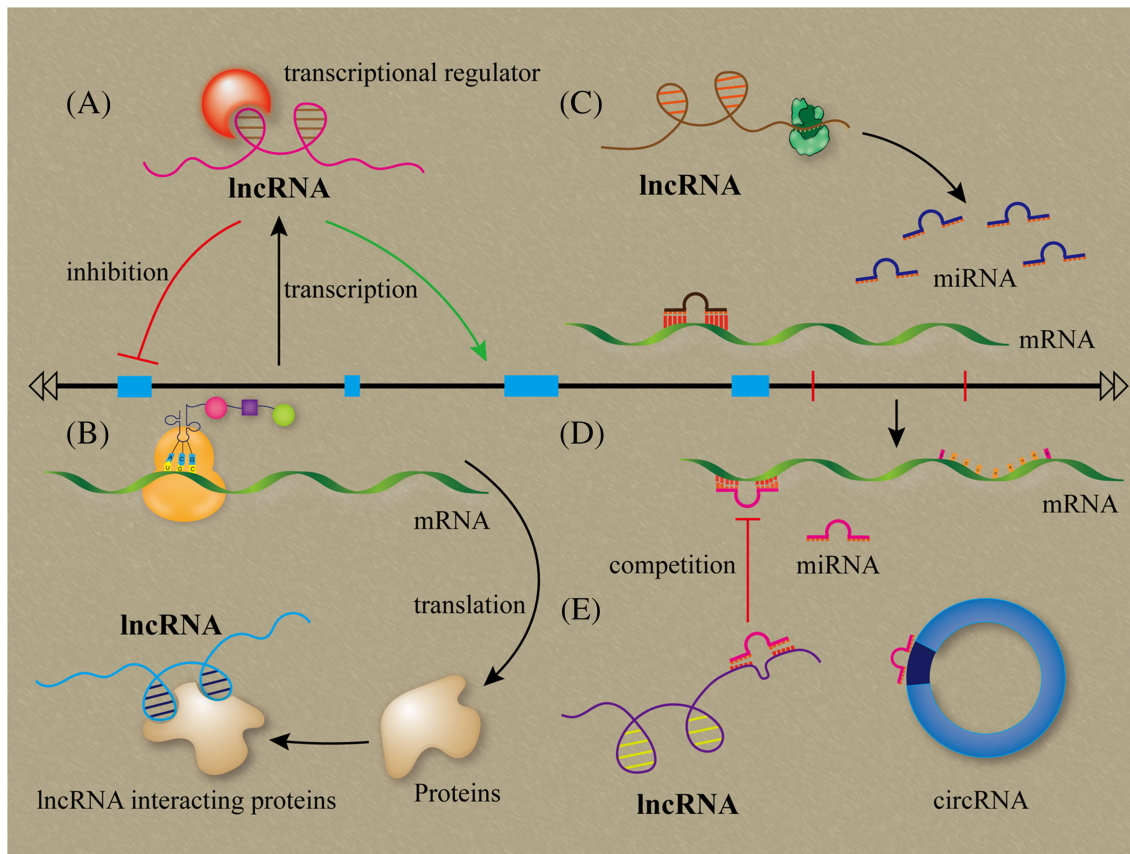 (A)
transcriptional regulator
lncRNA
inhibition
transcription
(C)
lncRNA
miRNA
mRNA
(B)
A C G
U G C
mRNA
translation
lncRNA
lncRNA interacting proteins
Proteins
(D)
mRNA
competition
miRNA
(E)
lncRNA
circRNA